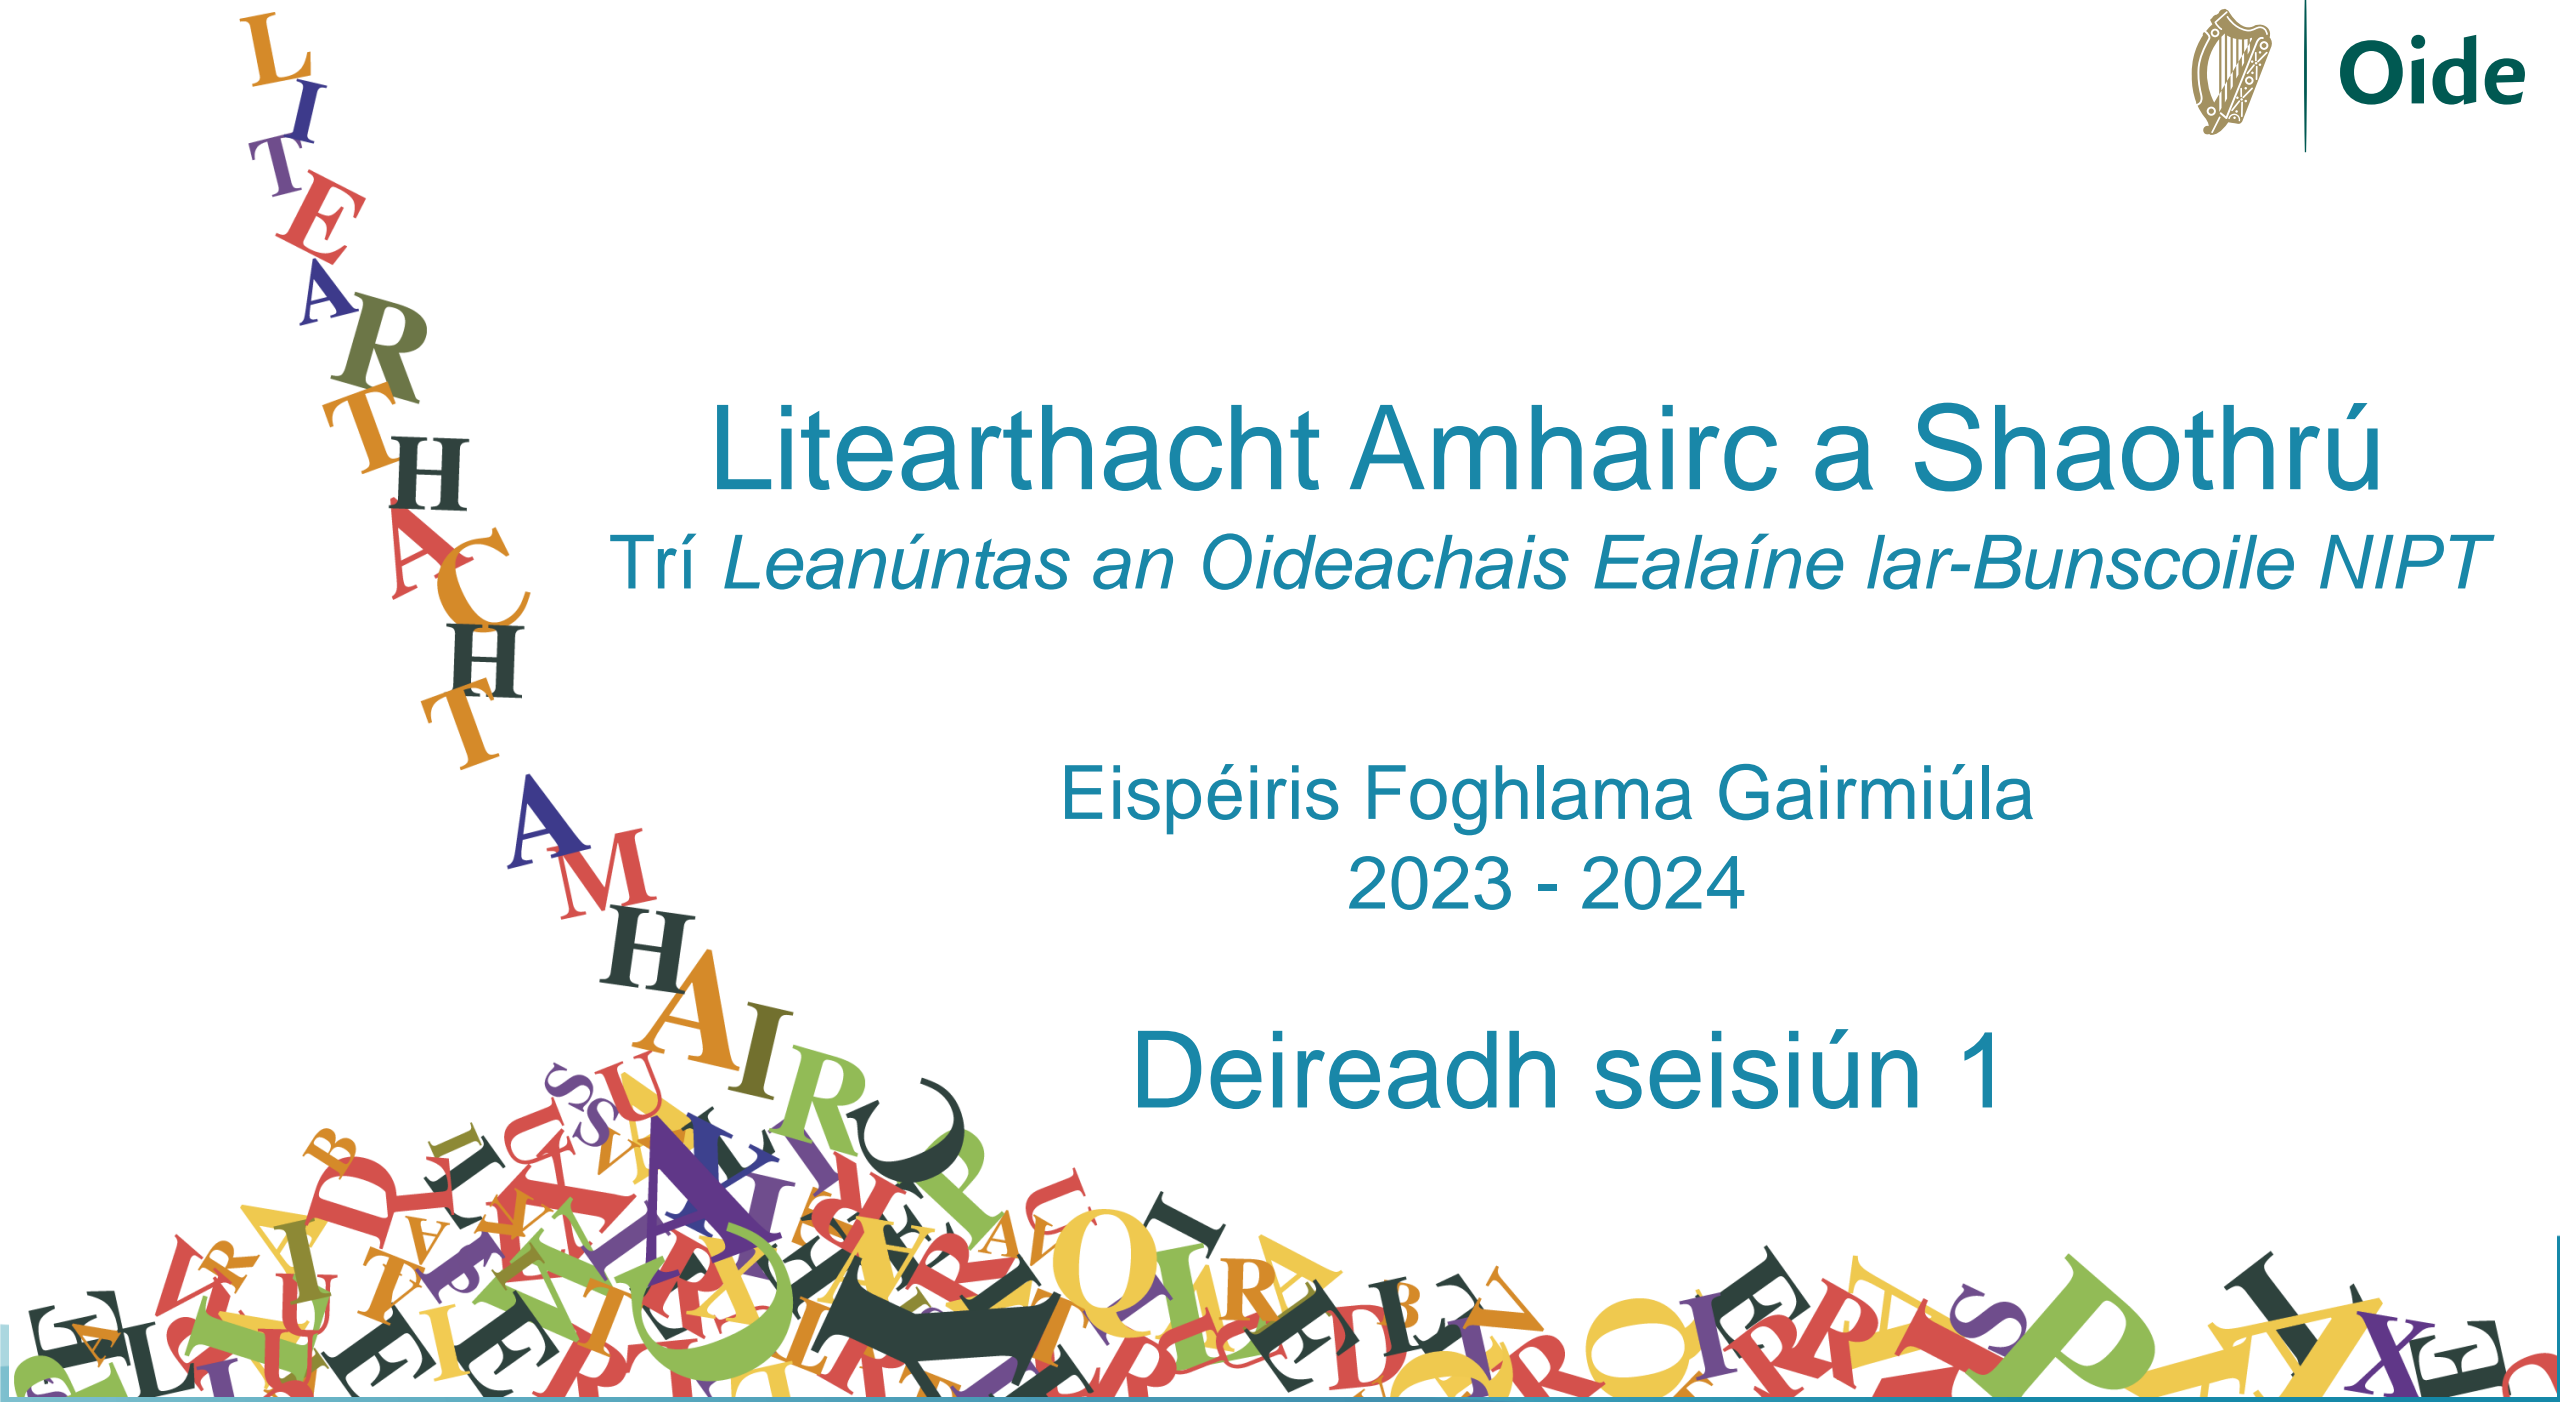 Oide
LITEARTHACHT AMHAIRC
Litearthacht Amhairc a Shaothrú
Trí Leanúntas an Oideachais Ealaíne Iar-Bunscoile NIPT
Eispéiris Foghlama Gairmiúla
2023 - 2024
Deireadh seisiún 1